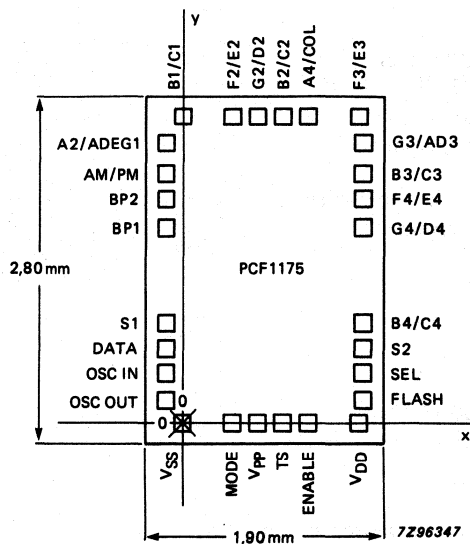 y
B1/C1
F2/E2
G2/D2
B2/C2
A4/COL
F3/E3
A2/ADEG1
G3/AD3
AM/PM
B3/C3
BP2
F4/E4
BP1
G4/D4
2,80 mm
PCF1175
S1
B4/C4
DATA
S2
OSC IN
SEL
OSC OUT
0
FLASH
0
x
VSS
MODE
VPP
TS
ENABLE
VDD
1,90 mm
7Z96347